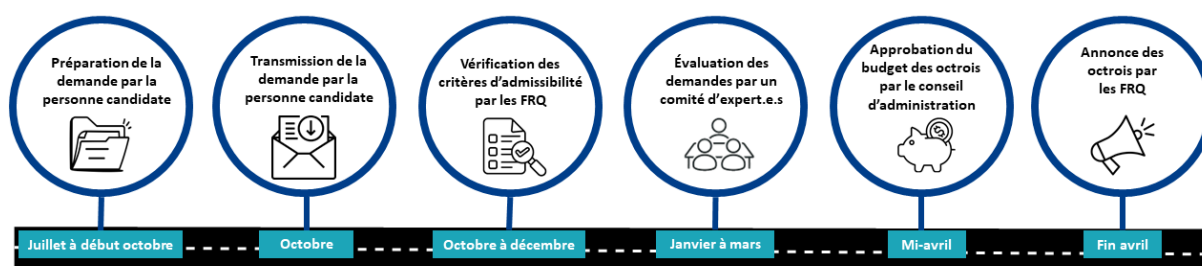 Préparation de la
demande par la
personne candidate
Transmission de la
demande par la
personne candidate
Vérification des
critères d'admissibilité
par les FRQ
Évaluation des
demandes par un
comité d'expert.e.s
Approbation du
budget des octrois
par le conseil
d'administration
Annonce des
octrois par
les FRQ
Juillet à début octobre
Octobre
Octobre à décembre
Janvier à mars
Mi-avril
Fin avril